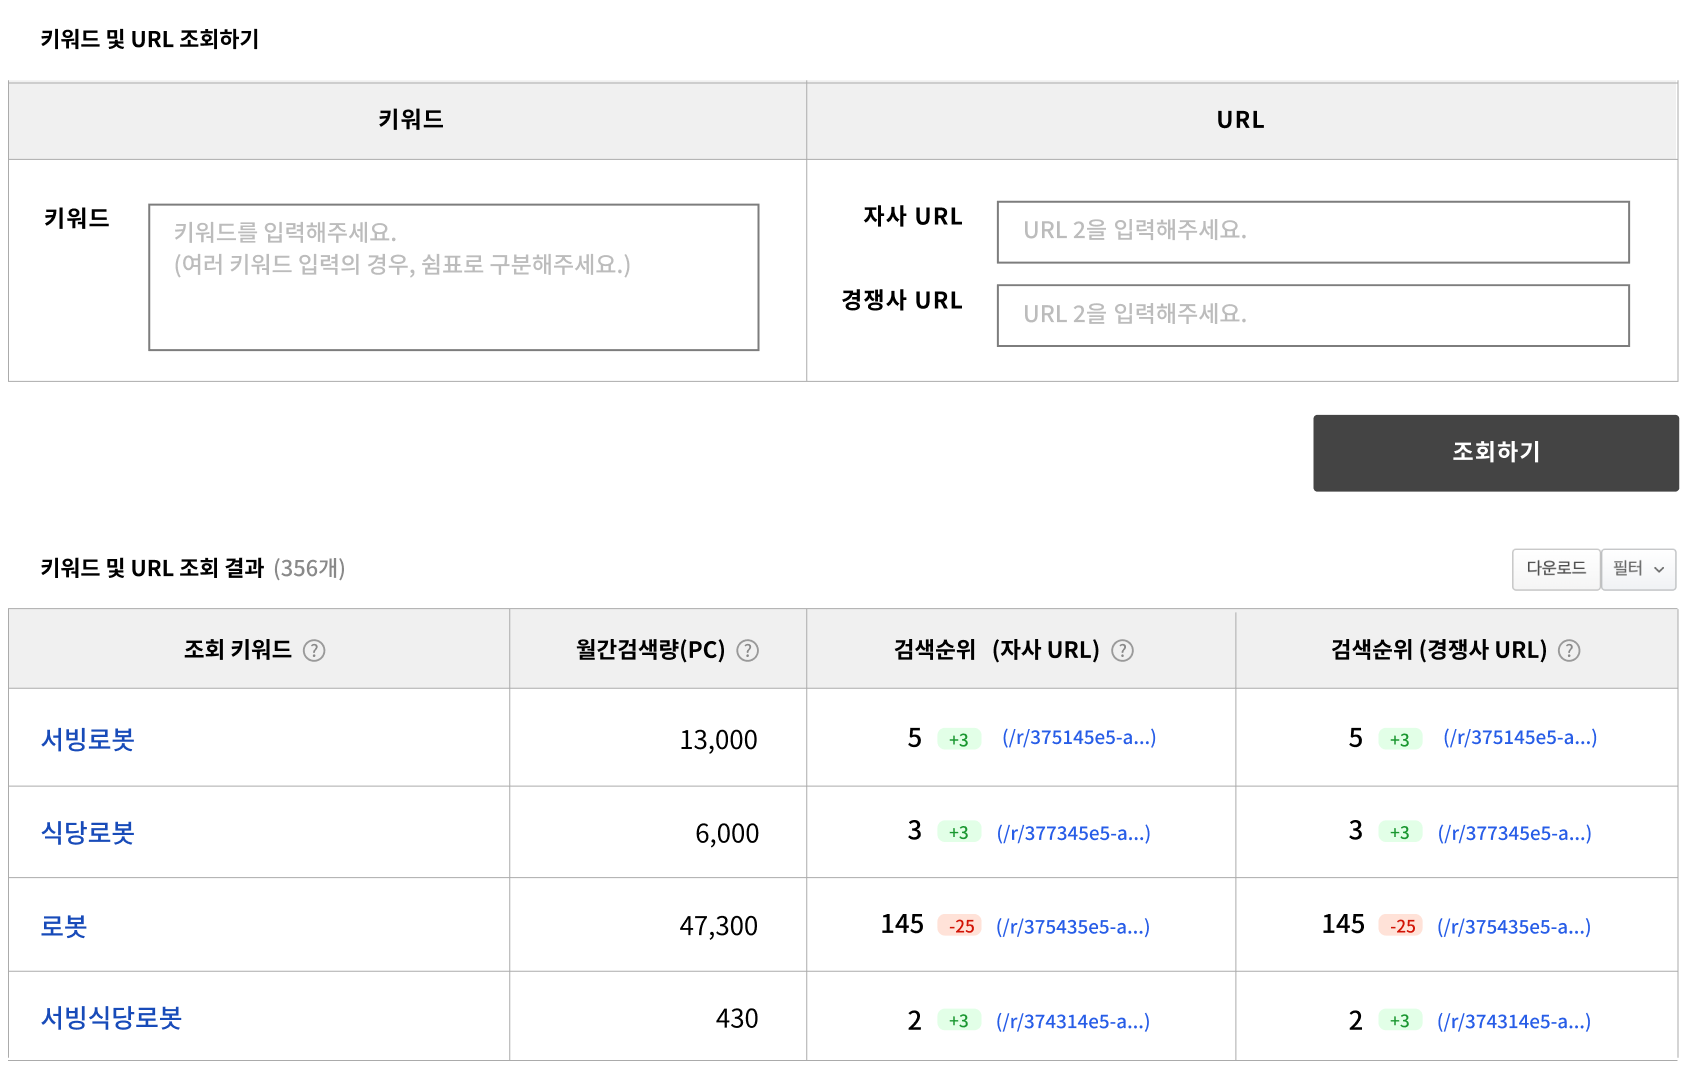 키워드 및 URL 조회하기
키워드 URL
키워드
키워드를 입력해주세요.
(여러 키워드 입력의 경우, 쉼표로 구분해주세요.)
자사 URL
URL 2을 입력해주세요.
경쟁사 URL
URL 2을 입력해주세요.
조회하기
키워드 및 URL 조회 결과 (356개)
다운로드 필터
조회 키워드 ? 월간검색량(PC) ? 검색순위 (자사 URL) ? 검색순위 (경쟁사 URL) ?
서빙로봇 13,000 5 +3 (/r/375145e5-a...) 5 +3 (/r/375145e5-a...)
식당로봇 6,000 3 +3 (/r/377345e5-a...) 3 +3 (/r/377345e5-a...)
로봇 47,300 145 -25 (/r/375435e5-a...) 145 -25 (/r/375435e5-a...)
서빙식당로봇 430 2 +3 (/r/374314e5-a...) 2 +3 (/r/374314e5-a...)